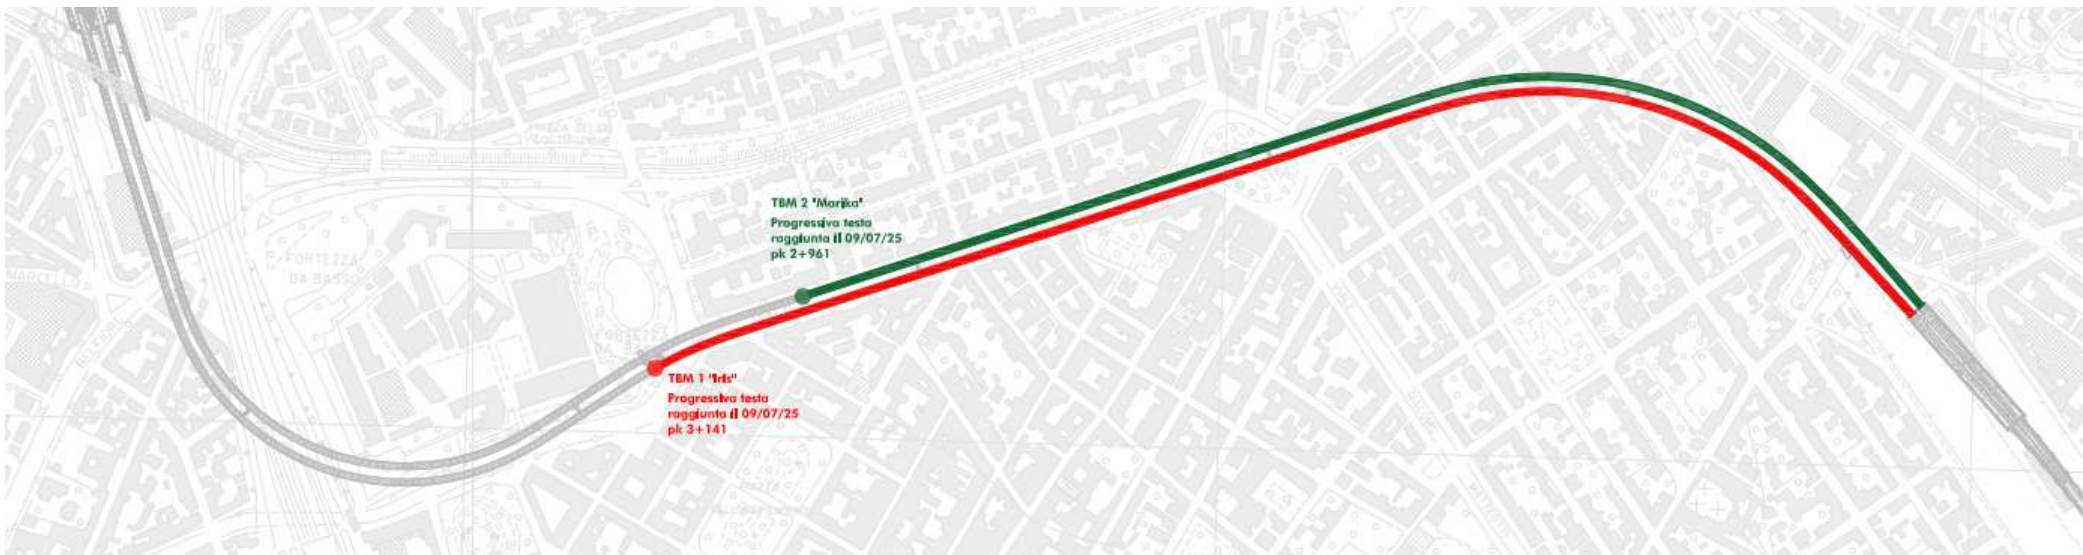 TBM 2 "Marika"
Progressiva testa
raggiunta il 09/07/25
pk 2+961
FORTEZZA
DA BASSO
TBM 1 "Iris"
Progressiva testa
raggiunta il 09/07/25
pk 3+141